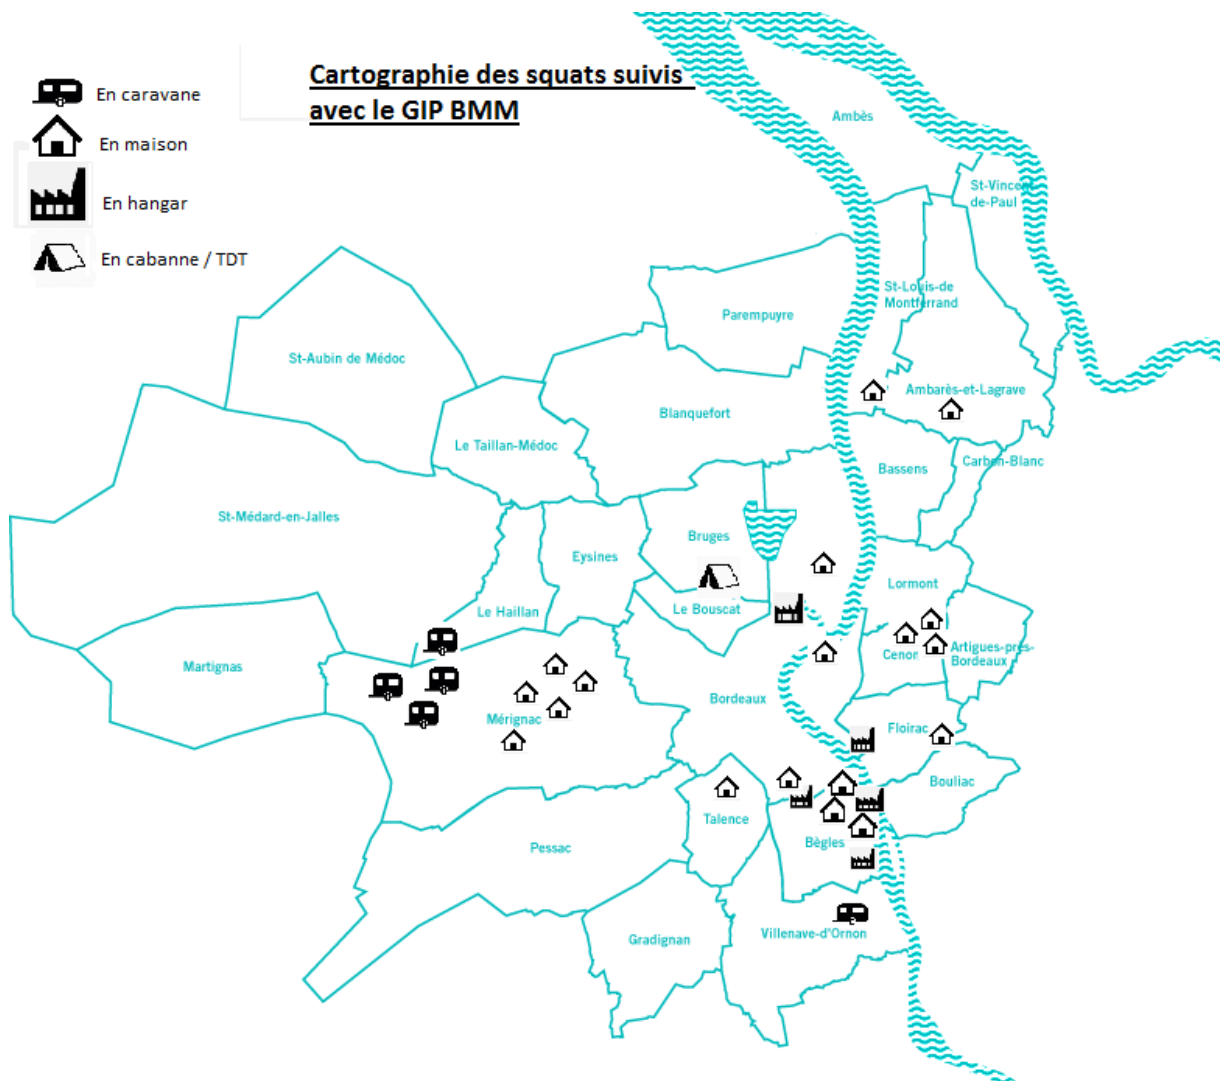 Cartographie des squats suivis
avec le GIP BMM
En caravane
En maison
En hangar
En cabanne / TDT
Ambès
St-Vincent
de-Paul
St-Louis-de
Montferrand
Parempuyre
St-Aubin de Médoc
Ambarès-et-Lagrave
Blanquefort
Le Taillan-Médoc
Bassens
Carbon-Blanc
St-Médard-en-Jalles
Bruges
Eysines
Lormont
Le Haillan
Le Bouscat
Cenon
Artigues-près-
Bordeaux
Martignas
Bordeaux
Mérignac
Floirac
Bouliac
Talence
Bègles
Pessac
Villenave-d'Ornon
Gradignan